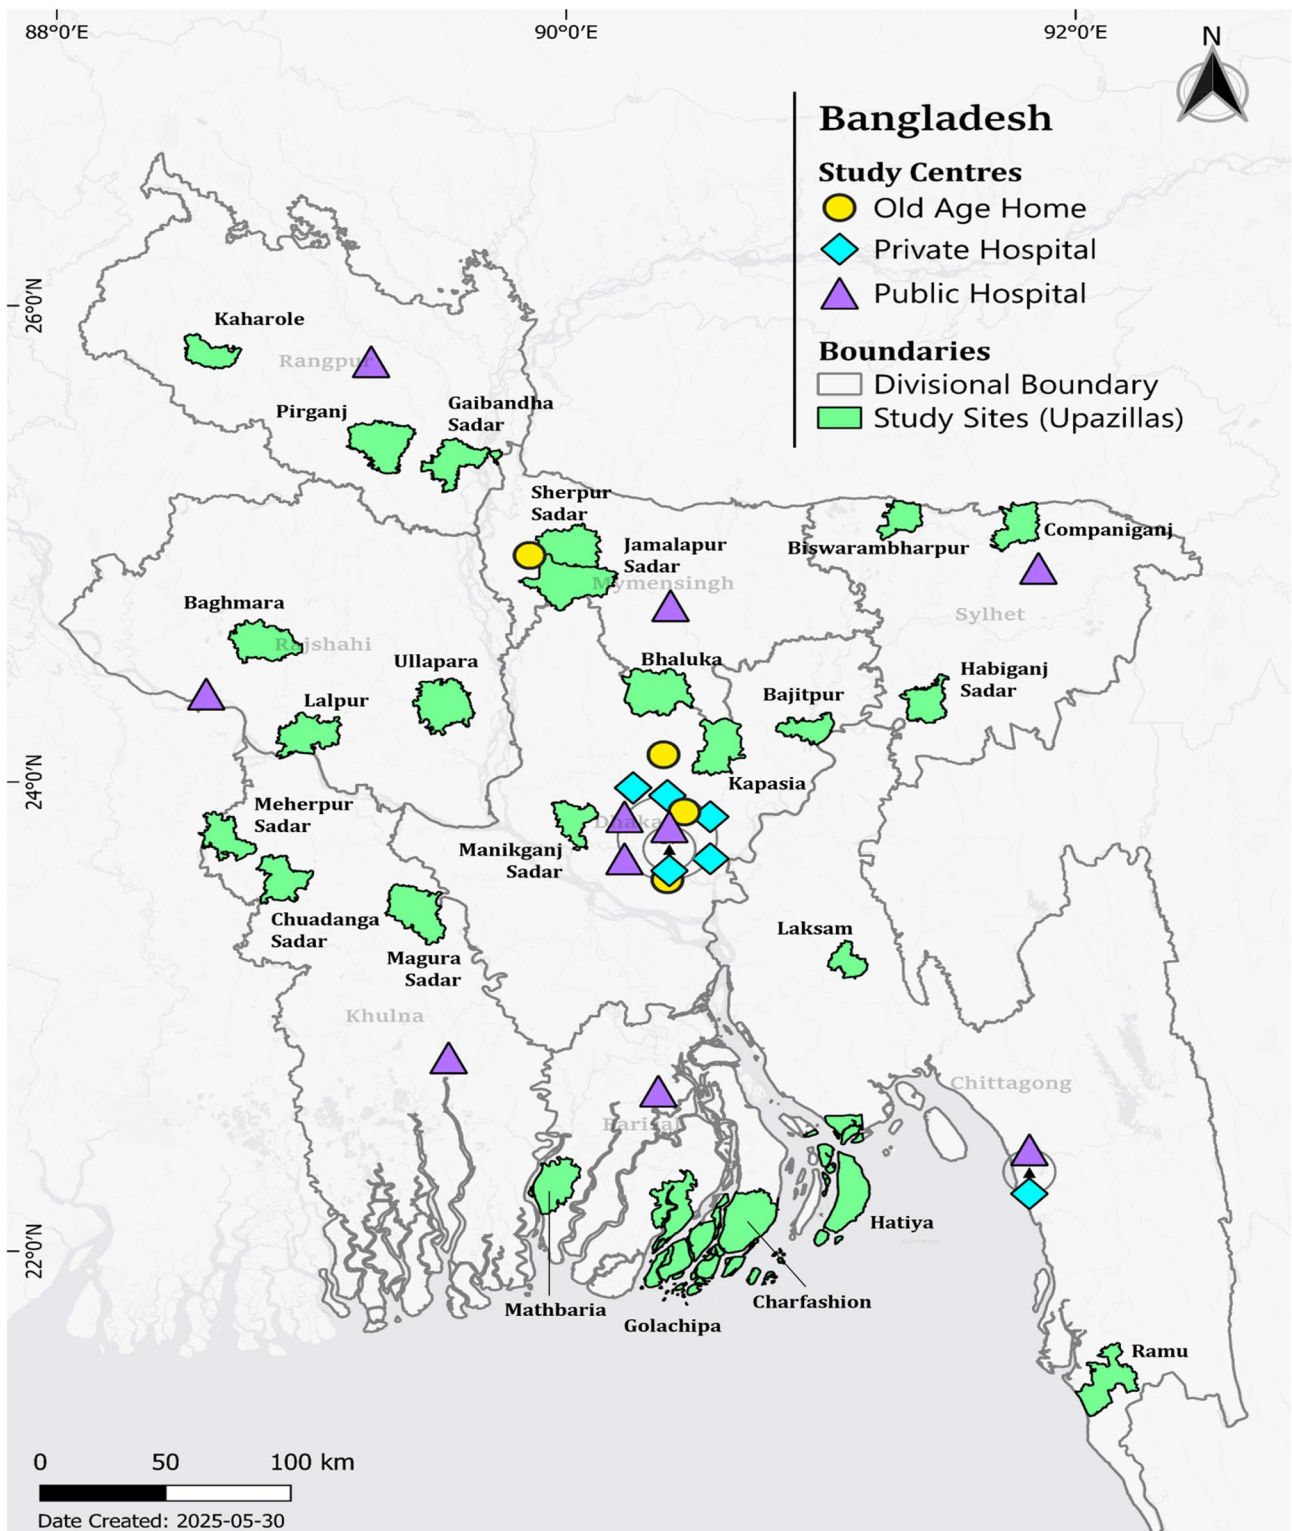 88°0′E
90°0′E
92°0′E
N
Bangladesh
Study Centres
Old Age Home
Private Hospital
Public Hospital
Boundaries
Divisional Boundary
Study Sites (Upazillas)
26°0′N
24°0′N
22°0′N
Kaharole
Rangpur
Pirganj
Gaibandha
Sadar
Sherpur
Sadar
Jamalapur
Sadar
Mymensingh
Biswarambharpur
Companiganj
Sylhet
Baghmara
Rajshahi
Ullapara
Lalpur
Bhaluka
Bajitpur
Habiganj
Sadar
Kapasia
Meherpur
Sadar
Dhaka
Manikganj
Sadar
Chuadanga
Sadar
Magura
Sadar
Laksam
Khulna
Chittagong
Barisal
Hatiya
Mathbaria
Charfashion
Golachipa
Ramu
0 50 100 km
Date Created: 2025-05-30